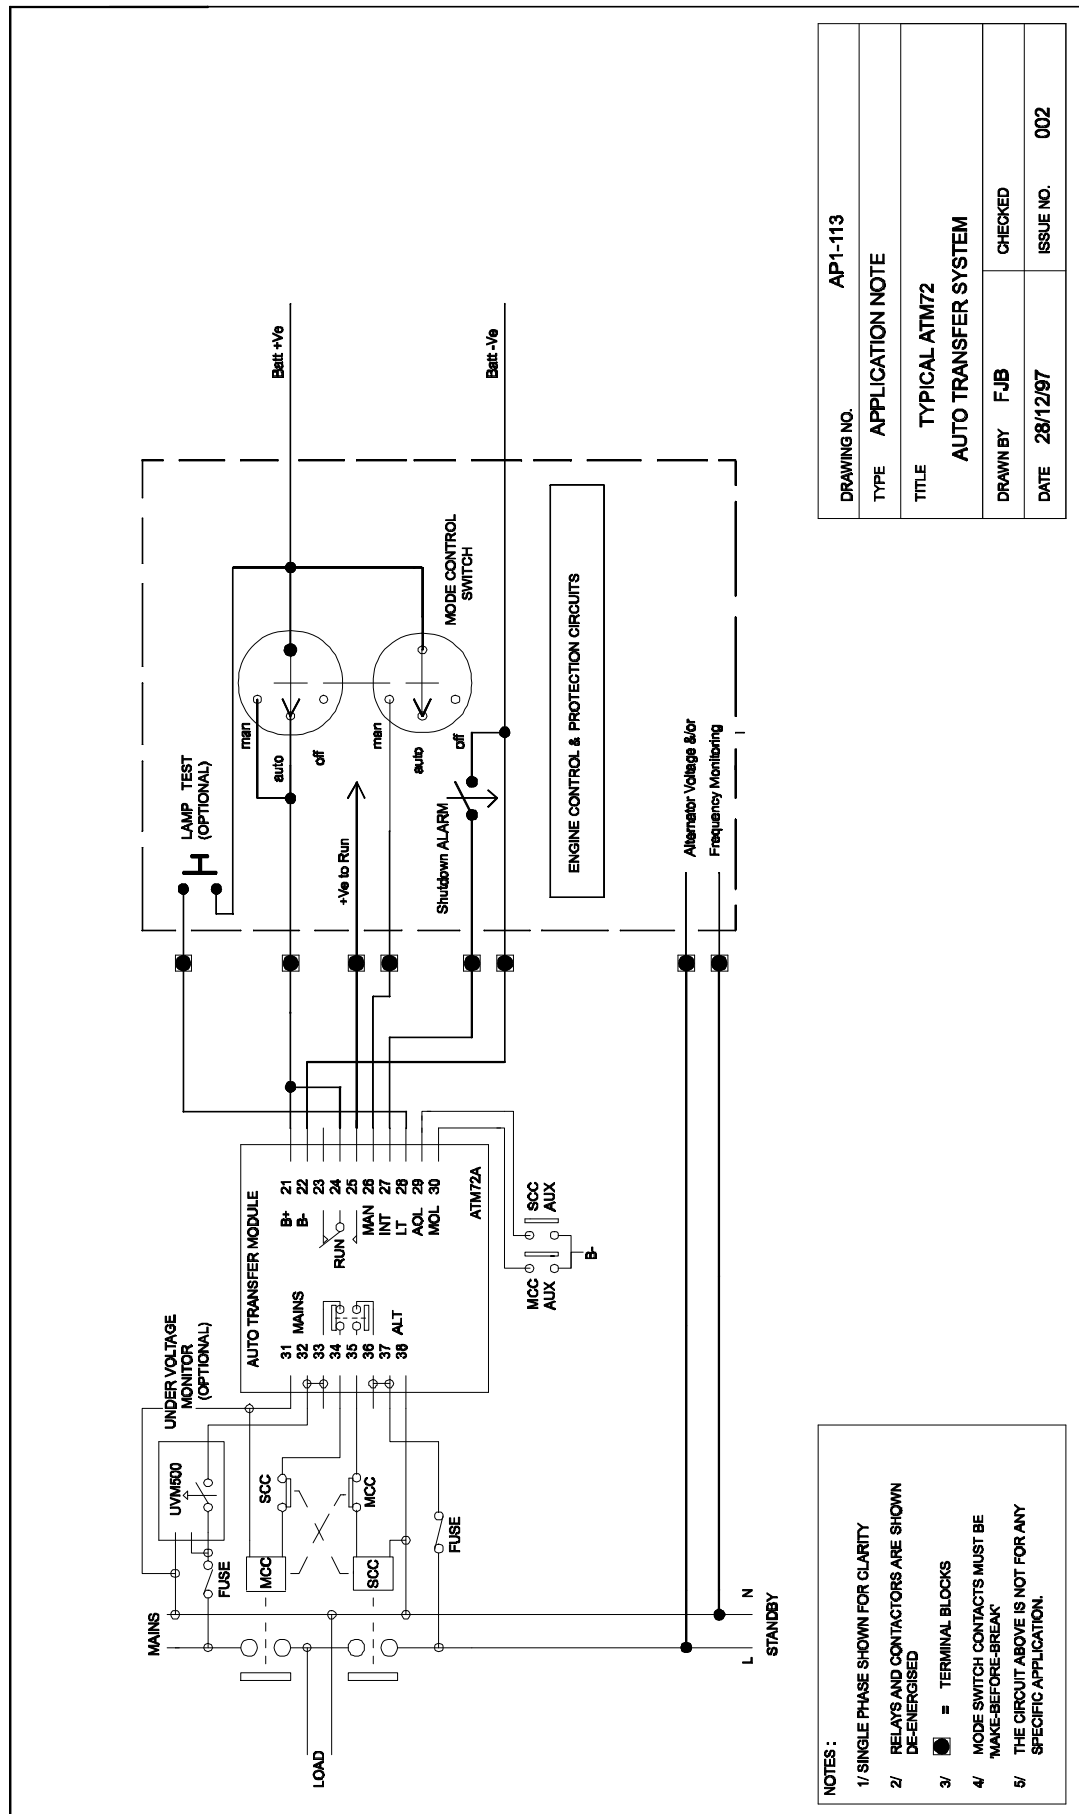 MAINS
LOAD
L
N
STANDBY
FUSE
UVM500
UNDER VOLTAGE
MONITOR
(OPTIONAL)
MCC
SCC
SCC
MCC
FUSE
AUTO TRANSFER MODULE
31
32
33
34
35
36
37
38
MAINS
ALT
B+
B-
RUN
MAN
INT
LT
AOL
MOL
21
22
23
24
25
26
27
28
29
30
ATM72A
MCC
AUX
SCC
AUX
B-
LAMP TEST
(OPTIONAL)
man
auto
off
+Ve to Run
man
auto
off
Shutdown ALARM
MODE CONTROL
SWITCH
ENGINE CONTROL & PROTECTION CIRCUITS
Alternator Voltage &/or
Frequency Monitoring
Batt +Ve
Batt -Ve
NOTES :
1/ SINGLE PHASE SHOWN FOR CLARITY
2/ RELAYS AND CONTACTORS ARE SHOWN
DE-ENERGISED
3/ = TERMINAL BLOCKS
4/ MODE SWITCH CONTACTS MUST BE
'MAKE-BEFORE-BREAK'
5/ THE CIRCUIT ABOVE IS NOT FOR ANY
SPECIFIC APPLICATION.
DRAWING NO. AP1-113
TYPE APPLICATION NOTE
TITLE TYPICAL ATM72
AUTO TRANSFER SYSTEM
DRAWN BY FJB CHECKED
DATE 28/12/97 ISSUE NO. 002